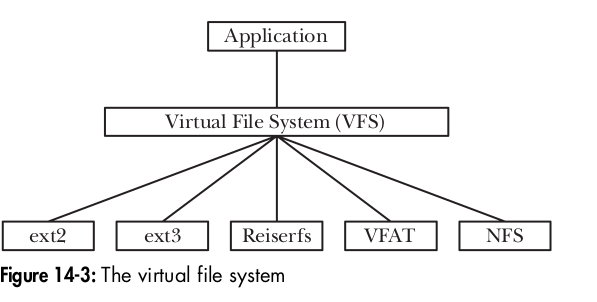 Application
Virtual File System (VFS)
ext2 ext3 Reiserfs VFAT NFS
Figure 14-3: The virtual file system